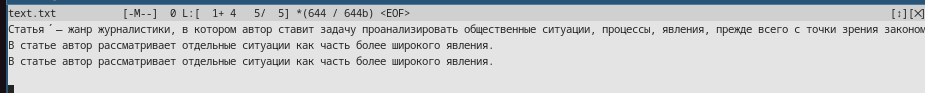 text.txt [-M--] 0 L:[ 1+ 4 5/ 5] *(644 / 644b) <EOF> [↕][X]
Статья ́ — жанр журналистики, в котором автор ставит задачу проанализировать общественные ситуации, процессы, явления, прежде всего с точки зрения законом
В статье автор рассматривает отдельные ситуации как часть более широкого явления.
В статье автор рассматривает отдельные ситуации как часть более широкого явления.